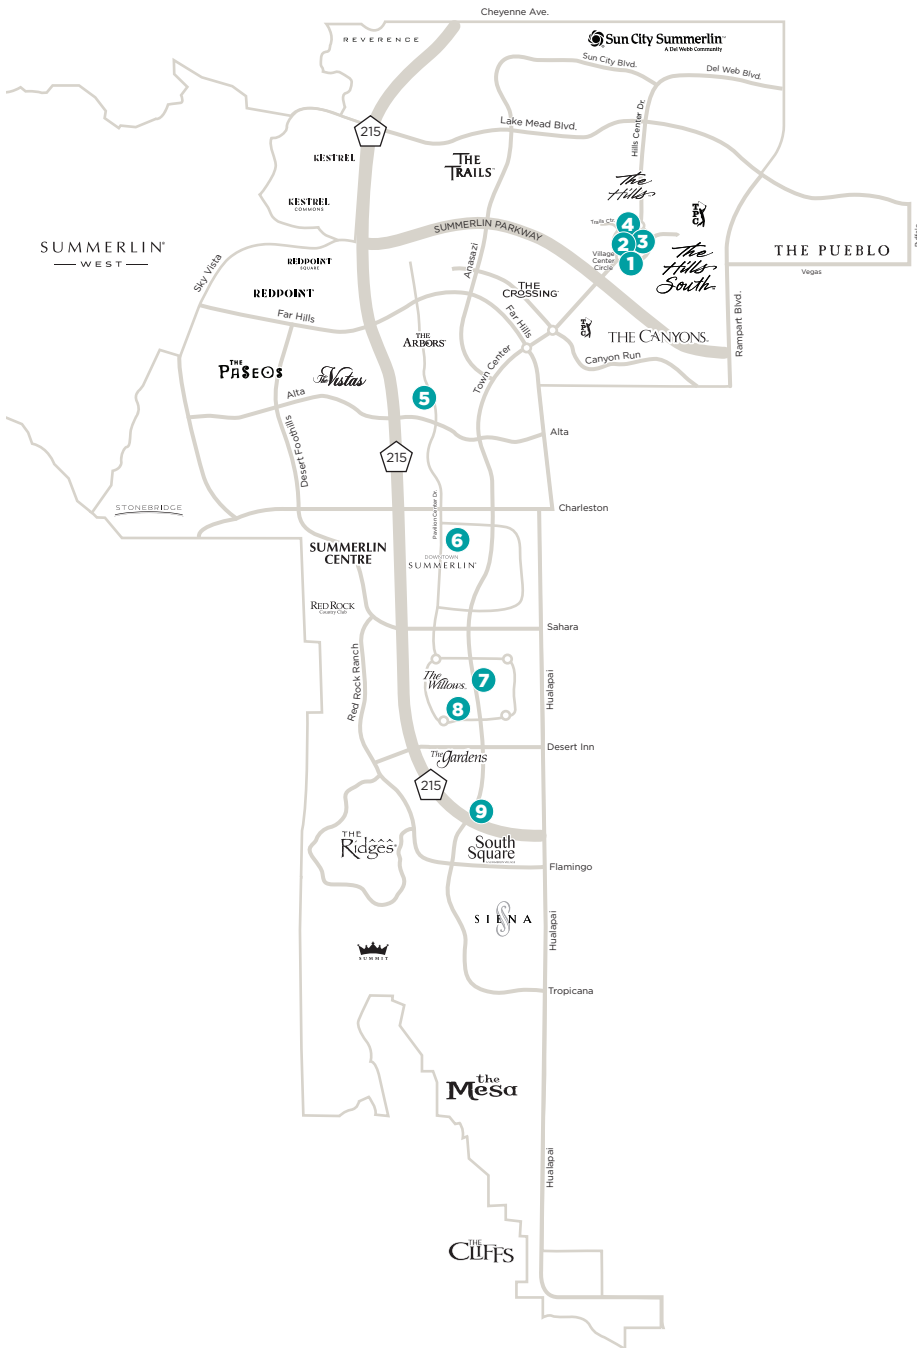 Cheyenne Ave.
REVERENCE
Sun City Summerlin™
A Del Webb Community
Sun City Blvd.
Del Web Blvd.
Hills Center Dr.
Lake Mead Blvd.
215
KESTREL
THE
TRAILS™
The
Hills
KESTREL
COMMONS
TPC
Trails Ctr.
4
SUMMERLIN PARKWAY
2
3
1
Village
Center
Circle
The
Hills
South
SUMMERLIN®
WEST
THE PUEBLO
Vegas
Sky Vista
REDPOINT
SQUARE
Anasazi
REDPOINT
THE
CROSSING
Far Hills
Far Hills
TPC
THE CANYONS
Rampart Blvd.
THE
ARBORS
Canyon Run
Town Center
THE
PASEOS
The Vistas
Alta
5
Desert Foothills
Alta
215
Pavilion Center Dr.
STONEBRIDGE
Charleston
6
SUMMERLIN
CENTRE
DOWNTOWN
SUMMERLIN®
RED ROCK
Country Club
Sahara
Red Rock Ranch
The
Willows
7
Hualapai
8
Desert Inn
The Gardens
215
9
THE
Ridges®
South
Square
Flamingo
SIENA
Hualapai
SUMMIT
Tropicana
the
Mesa
Hualapai
THE
CLIFFS